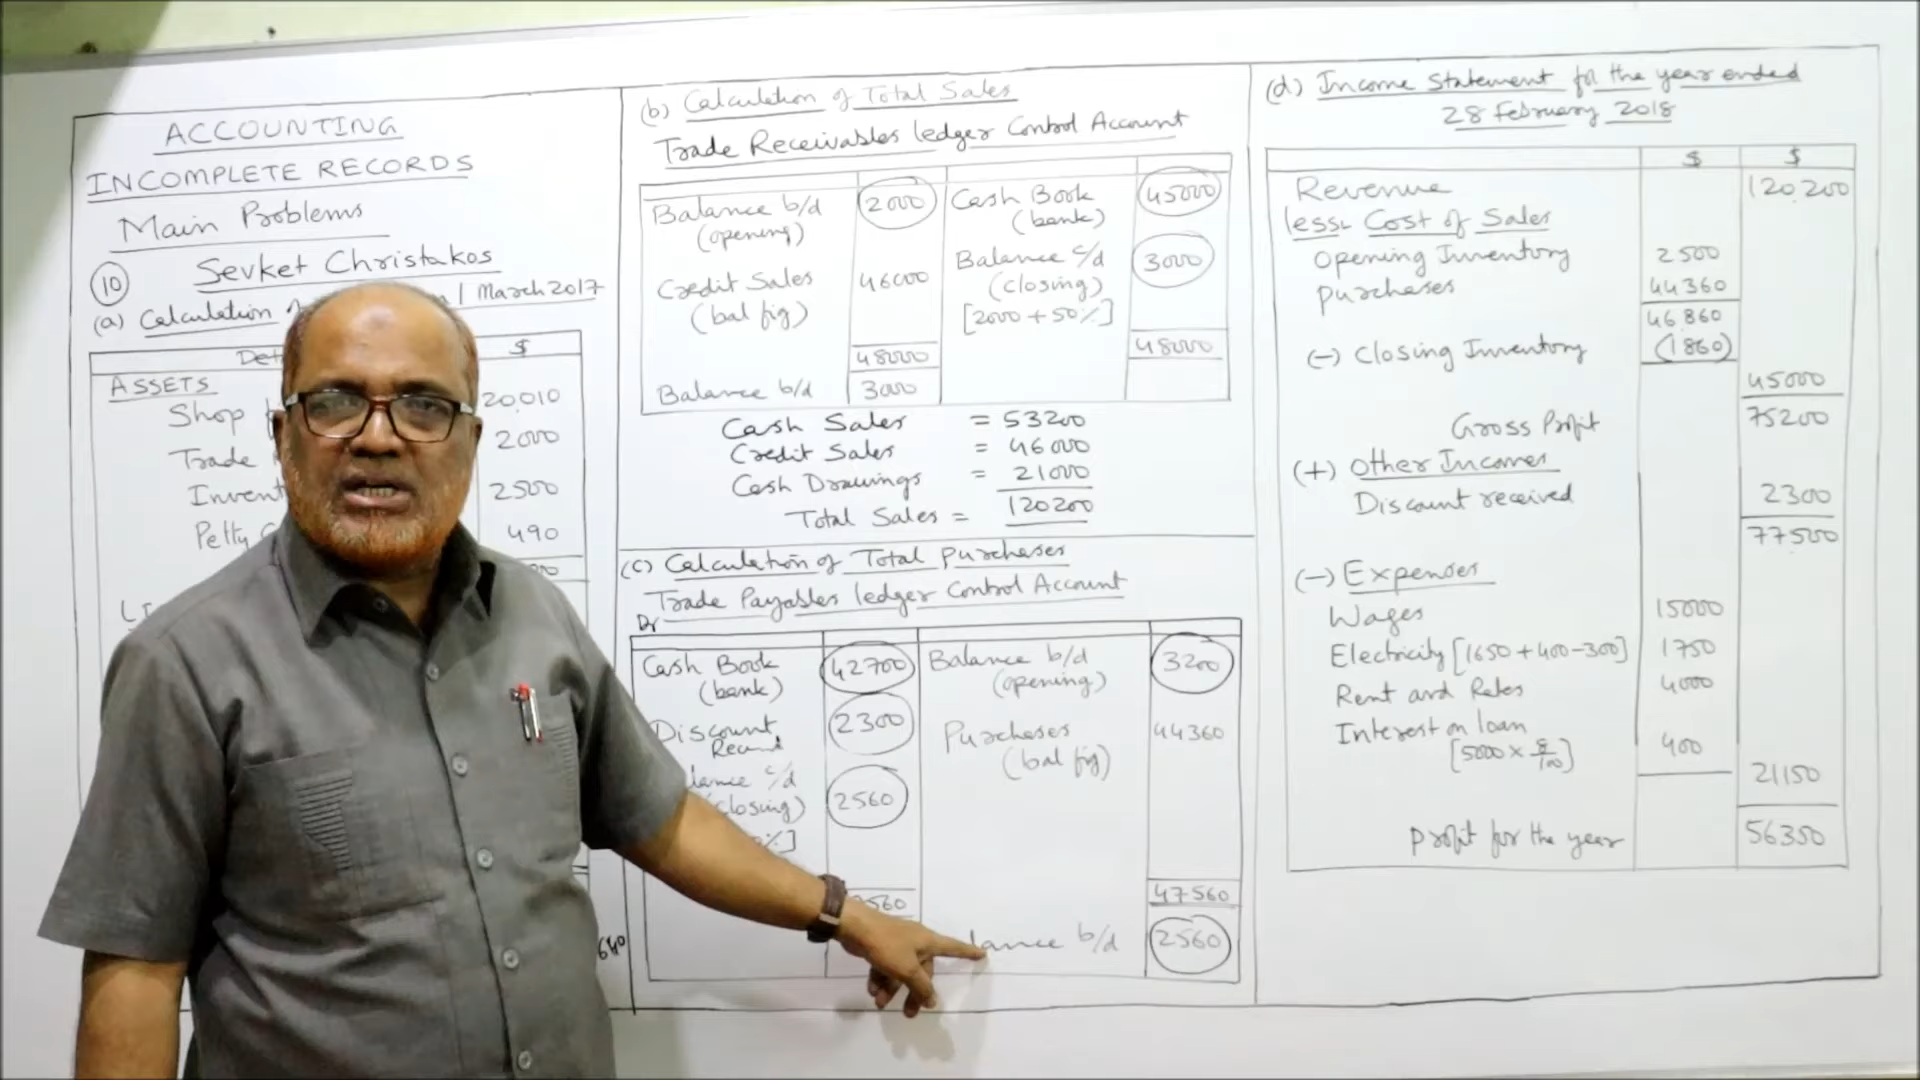 ACCOUNTING
INCOMPLETE RECORDS
Main Problems
10 Sevket Christakos
(a) Calculation 1 March 2017
$
ASSETS
Shop 20,010
Trade 2000
2500
Petty 490
(b) Calculation of Total Sales
Trade Receivables ledger Control Account
Balance b/d 2000 Cash Book 45000
(opening) (bank)
Credit Sales 46000 Balance c/d 3000
(bal fig) (closing)
[2000 + 50%]
48000 48000
Balance b/d 3000
Cash Sales = 53200
Credit Sales = 46000
Cash Drawings = 21000
Total Sales = 120200
(c) Calculation of Total Purchases
Trade Payables ledger Control Account
Dr
Cash Book 42700 Balance b/d 3200
(bank) (opening)
Discount 2300 Purchases 44360
(bal fig)
c/d
2560
47560
b/d 2560
640
(d) Income Statement for the year ended
28 February 2018
$ $
Revenue 120,200
less: Cost of Sales
Opening Inventory 2500
Purchases 44360
46860
(-) Closing Inventory (1860)
45000
Gross Profit 75200
(+) Other Incomes
Discount received 2300
77500
(-) Expenses
Wages 15000
Electricity [1650 + 400 - 300] 1750
Rent and Rates 4000
Interest on loan
[5000 × 8/100] 400
21150
Profit for the year 56350